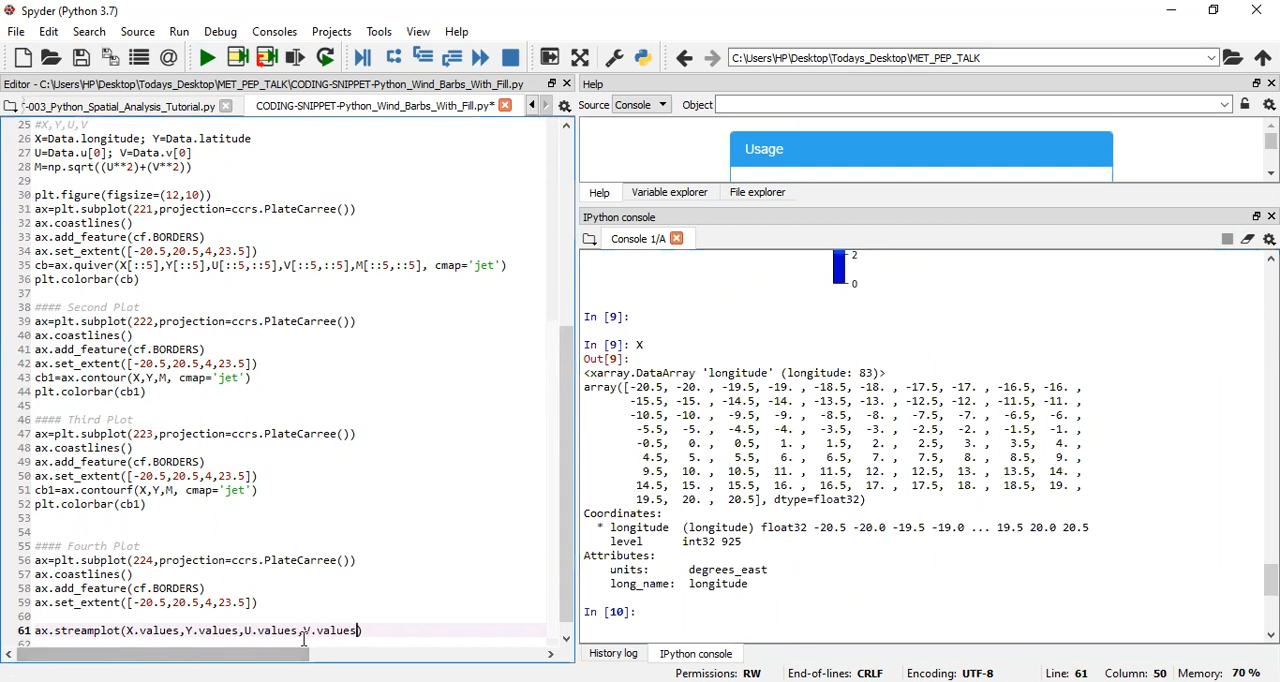 Spyder (Python 3.7)
File Edit Search Source Run Debug Consoles Projects Tools View Help
C:\Users\HP\Desktop\Todays_Desktop\MET_PEP_TALK
Editor - C:\Users\HP\Desktop\Todays_Desktop\MET_PEP_TALK\CODING-SNIPPET-Python_Wind_Barbs_With_Fill.py
-003_Python_Spatial_Analysis_Tutorial.py CODING-SNIPPET-Python_Wind_Barbs_With_Fill.py*
25 #X,Y,U,V
26 X=Data.longitude; Y=Data.latitude
27 U=Data.u[0]; V=Data.v[0]
28 M=np.sqrt((U**2)+(V**2))
29
30 plt.figure(figsize=(12,10))
31 ax=plt.subplot(221,projection=ccrs.PlateCarree())
32 ax.coastlines()
33 ax.add_feature(cf.BORDERS)
34 ax.set_extent([-20.5,20.5,4,23.5])
35 cb=ax.quiver(X[::5],Y[::5],U[::5,::5],V[::5,::5],M[::5,::5], cmap='jet')
36 plt.colorbar(cb)
37
38 #### Second Plot
39 ax=plt.subplot(222,projection=ccrs.PlateCarree())
40 ax.coastlines()
41 ax.add_feature(cf.BORDERS)
42 ax.set_extent([-20.5,20.5,4,23.5])
43 cb1=ax.contour(X,Y,M, cmap='jet')
44 plt.colorbar(cb1)
45
46 #### Third Plot
47 ax=plt.subplot(223,projection=ccrs.PlateCarree())
48 ax.coastlines()
49 ax.add_feature(cf.BORDERS)
50 ax.set_extent([-20.5,20.5,4,23.5])
51 cb1=ax.contourf(X,Y,M, cmap='jet')
52 plt.colorbar(cb1)
53
54
55 #### Fourth Plot
56 ax=plt.subplot(224,projection=ccrs.PlateCarree())
57 ax.coastlines()
58 ax.add_feature(cf.BORDERS)
59 ax.set_extent([-20.5,20.5,4,23.5])
60
61 ax.streamplot(X.values,Y.values,U.values,V.values)
62
Help
Source Console Object
Usage
Help Variable explorer File explorer
IPython console
Console 1/A
2
0
In [9]:
In [9]: X
Out[9]:
<xarray.DataArray 'longitude' (longitude: 83)>
array([-20.5, -20. , -19.5, -19. , -18.5, -18. , -17.5, -17. , -16.5, -16. ,
-15.5, -15. , -14.5, -14. , -13.5, -13. , -12.5, -12. , -11.5, -11. ,
-10.5, -10. , -9.5, -9. , -8.5, -8. , -7.5, -7. , -6.5, -6. ,
-5.5, -5. , -4.5, -4. , -3.5, -3. , -2.5, -2. , -1.5, -1. ,
-0.5, 0. , 0.5, 1. , 1.5, 2. , 2.5, 3. , 3.5, 4. ,
4.5, 5. , 5.5, 6. , 6.5, 7. , 7.5, 8. , 8.5, 9. ,
9.5, 10. , 10.5, 11. , 11.5, 12. , 12.5, 13. , 13.5, 14. ,
14.5, 15. , 15.5, 16. , 16.5, 17. , 17.5, 18. , 18.5, 19. ,
19.5, 20. , 20.5], dtype=float32)
Coordinates:
* longitude (longitude) float32 -20.5 -20.0 -19.5 -19.0 ... 19.5 20.0 20.5
level int32 925
Attributes:
units: degrees_east
long_name: longitude
In [10]:
History log IPython console
Permissions: RW End-of-lines: CRLF Encoding: UTF-8 Line: 61 Column: 50 Memory: 70 %